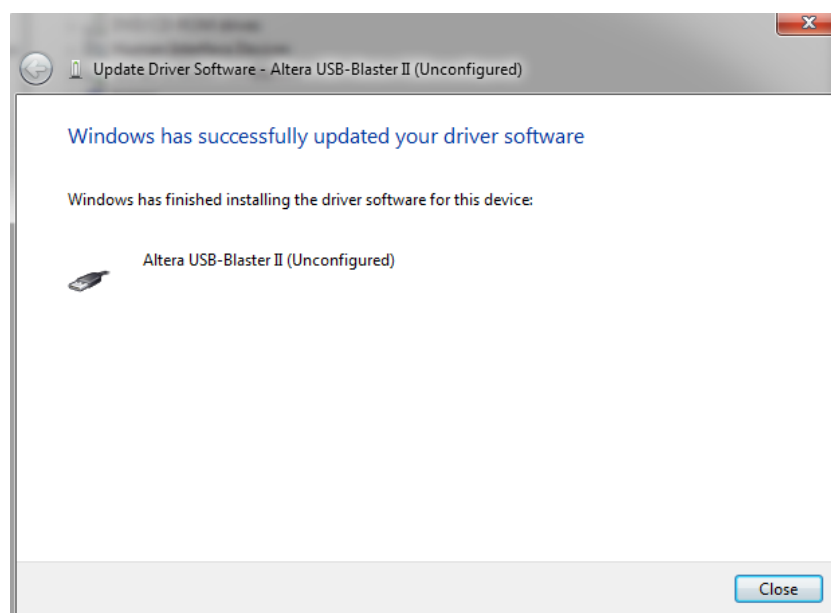 Update Driver Software - Altera USB-Blaster II (Unconfigured)
Windows has successfully updated your driver software
Windows has finished installing the driver software for this device:
Altera USB-Blaster II (Unconfigured)
Close